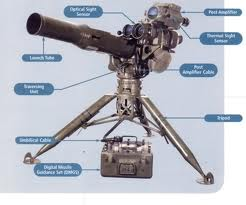 Optical Sight
Sensor
Post Amplifier
Thermal Sight
Sensor
Launch Tube
Post
Amplifier Cable
Traversing
Unit
Tripod
Umbilical Cable
Digital Missile
Guidance Set (DMGS)